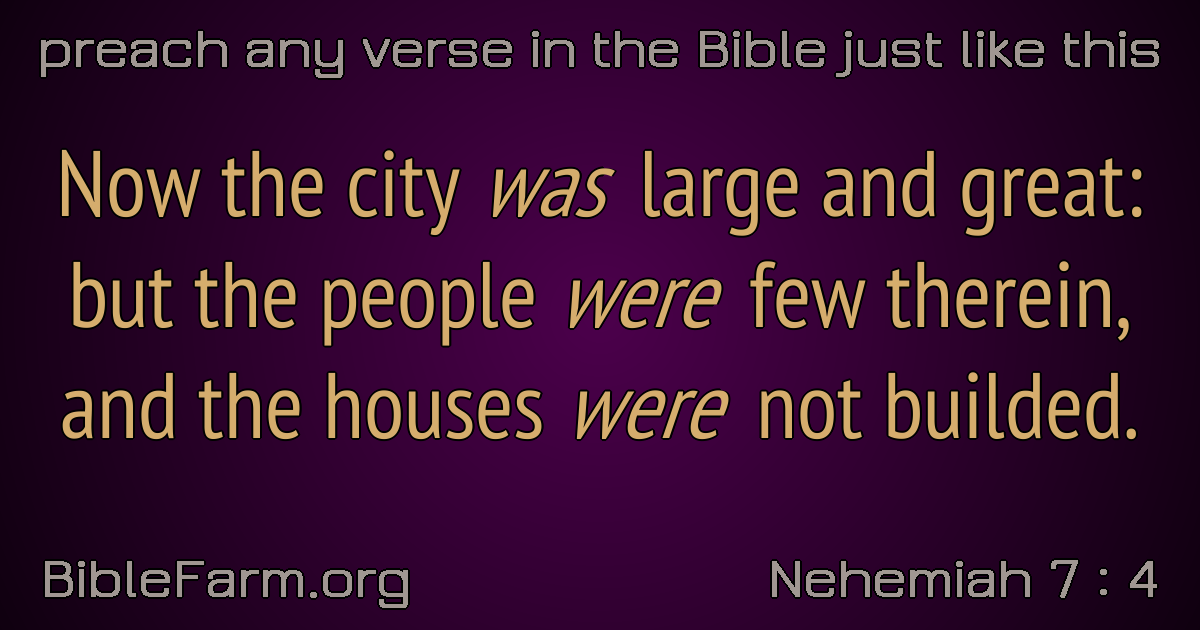 preach any verse in the Bible just like this
Now the city was large and great:
but the people were few therein,
and the houses were not builded.
BibleFarm.org
Nehemiah 7 : 4